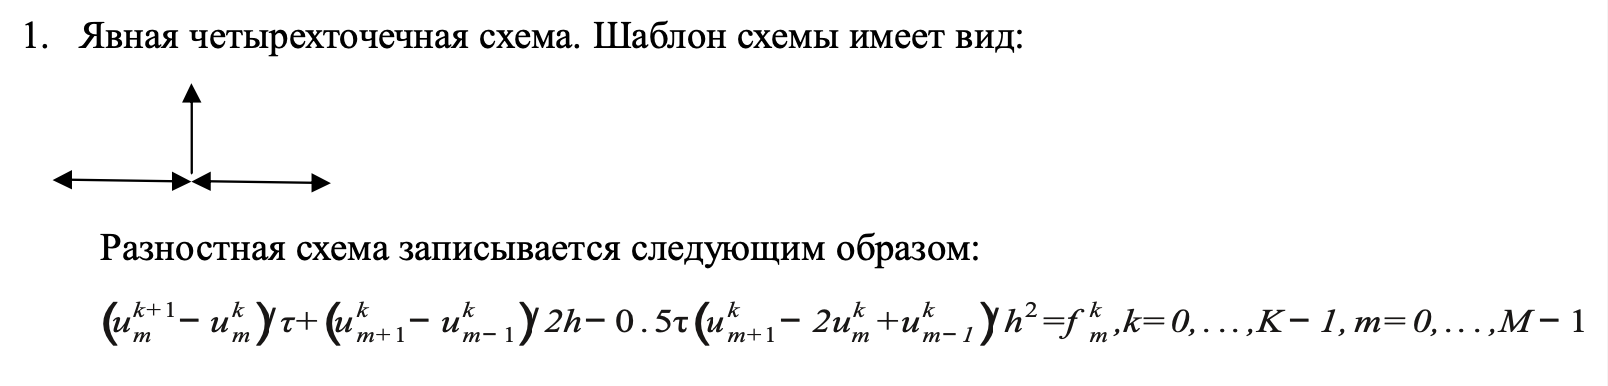 1. Явная четырехточечная схема. Шаблон схемы имеет вид:
Разностная схема записывается следующим образом:
(u_m^{k+1} − u_m^k)/τ+(u_{m+1}^k − u_{m−1}^k)/2h − 0.5τ(u_{m+1}^k − 2u_m^k +u_{m−1}^k)/h^2=f_m^k,k=0,...,K − 1,m=0,...,M − 1